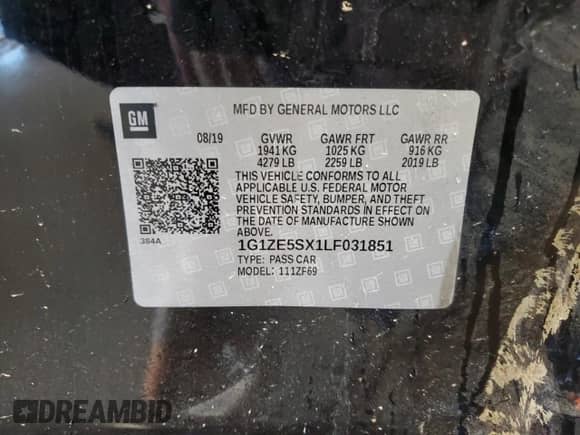 GM
MFD BY GENERAL MOTORS LLC
08/19 GVWR GAWR FRT GAWR RR
1941 KG 1025 KG 916 KG
4279 LB 2259 LB 2019 LB
THIS VEHICLE CONFORMS TO ALL
APPLICABLE U.S. FEDERAL MOTOR
VEHICLE SAFETY, BUMPER, AND THEFT
PREVENTION STANDARDS IN EFFECT ON
THE DATE OF MANUFACTURE SHOWN
ABOVE.
384A
1G1ZE5SX1LF031851
TYPE: PASS CAR
MODEL: 111ZF69
DREAMBID